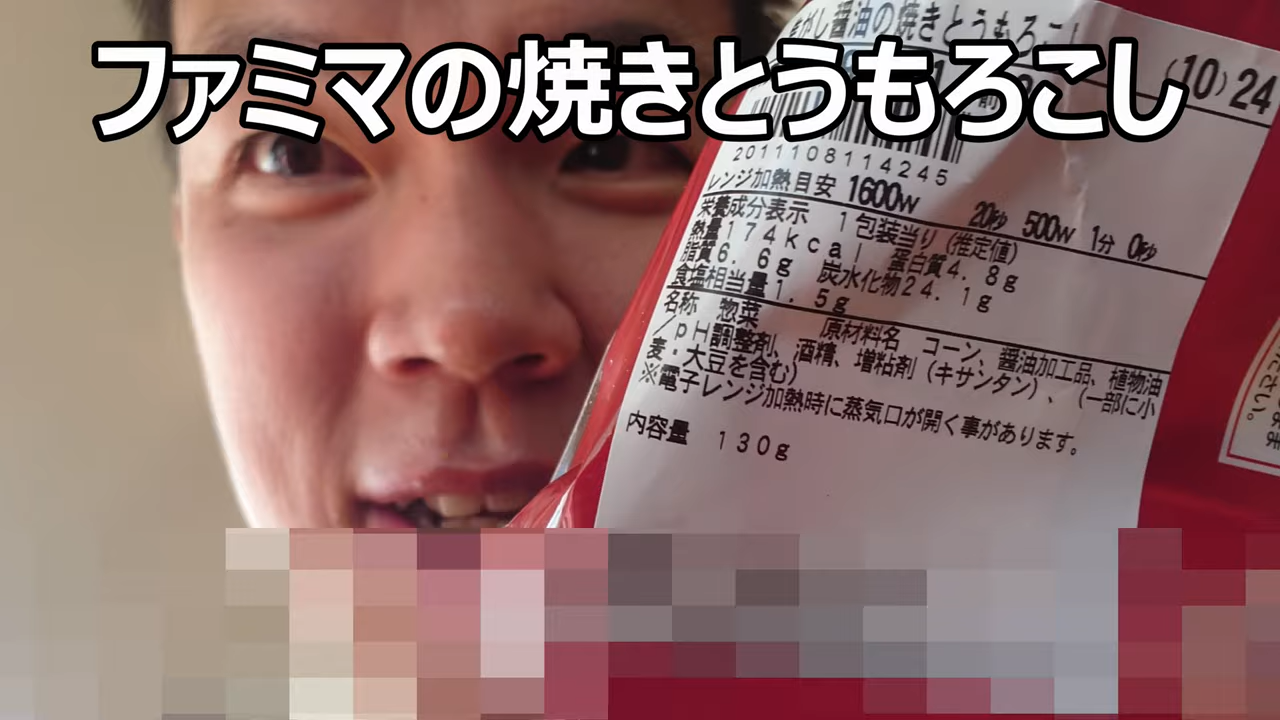 ファミマの焼きとうもろこし
がし醤油の焼きとうもろこし
(10) 24
2011108114245
レンジ加熱目安 1600w 20秒 500w 1分 0秒
栄養成分表示 1包装当り(推定値)
熱量174kcal 蛋白質4.8g
脂質6.6g 炭水化物24.1g
食塩相当量1.5g
名称 惣菜 原材料名 コーン、醤油加工品、植物油
/pH調整剤、酒精、増粘剤(キサンタン)、(一部に小
麦・大豆を含む)
※電子レンジ加熱時に蒸気口が開く事があります。
内容量 130g